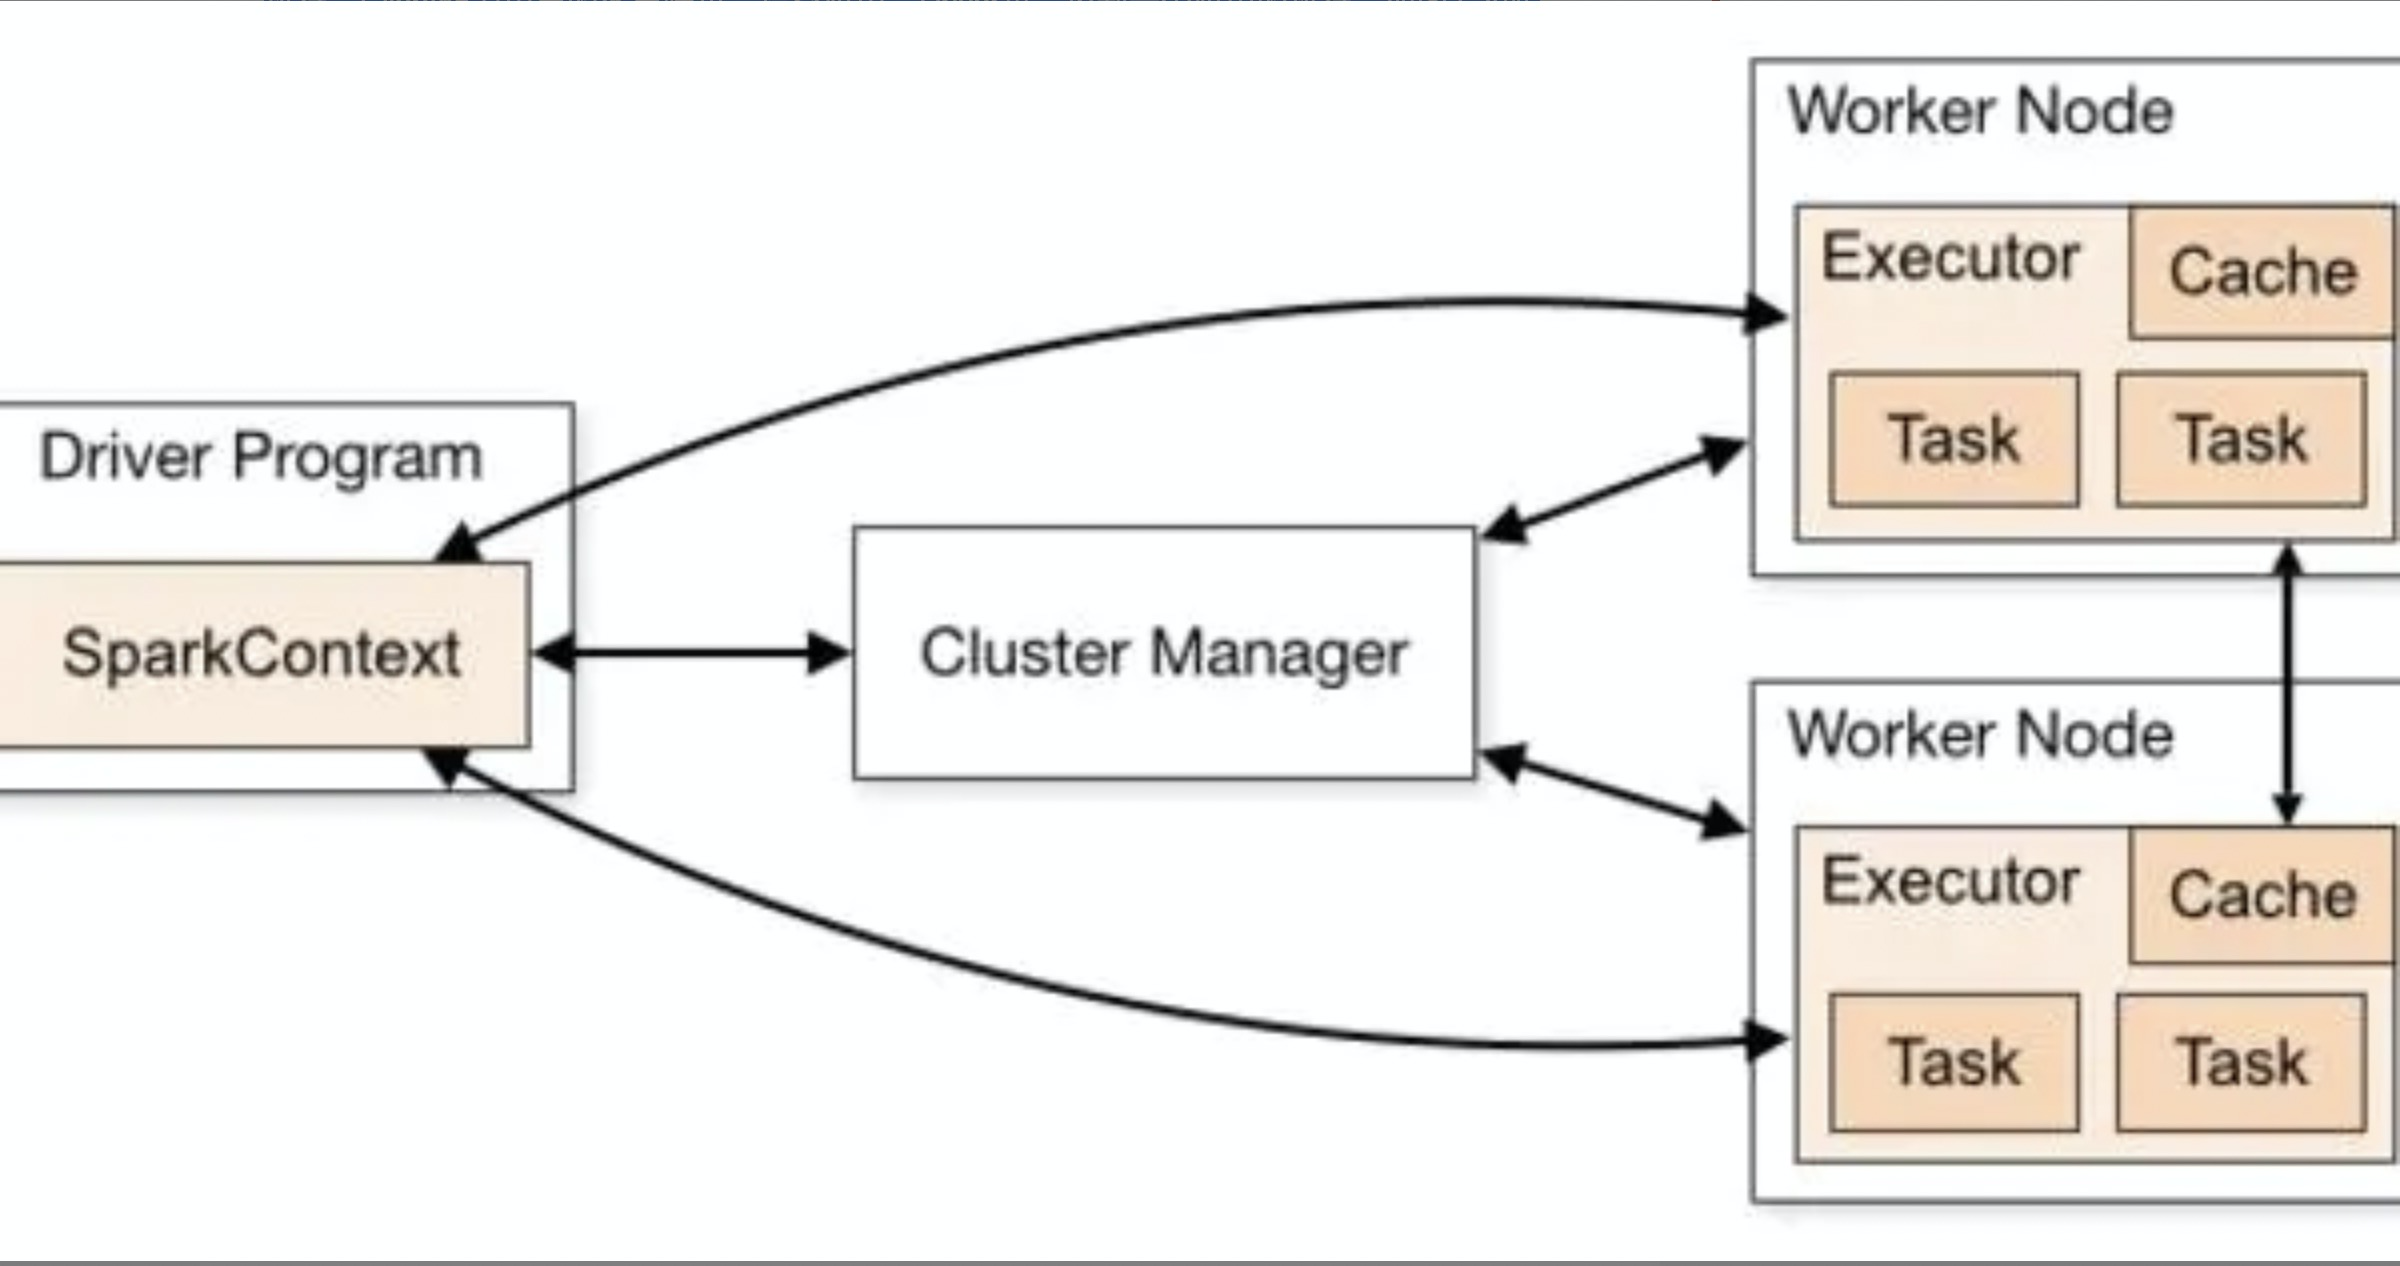 Driver Program
SparkContext
Cluster Manager
Worker Node
Executor
Cache
Task
Task
Worker Node
Executor
Cache
Task
Task